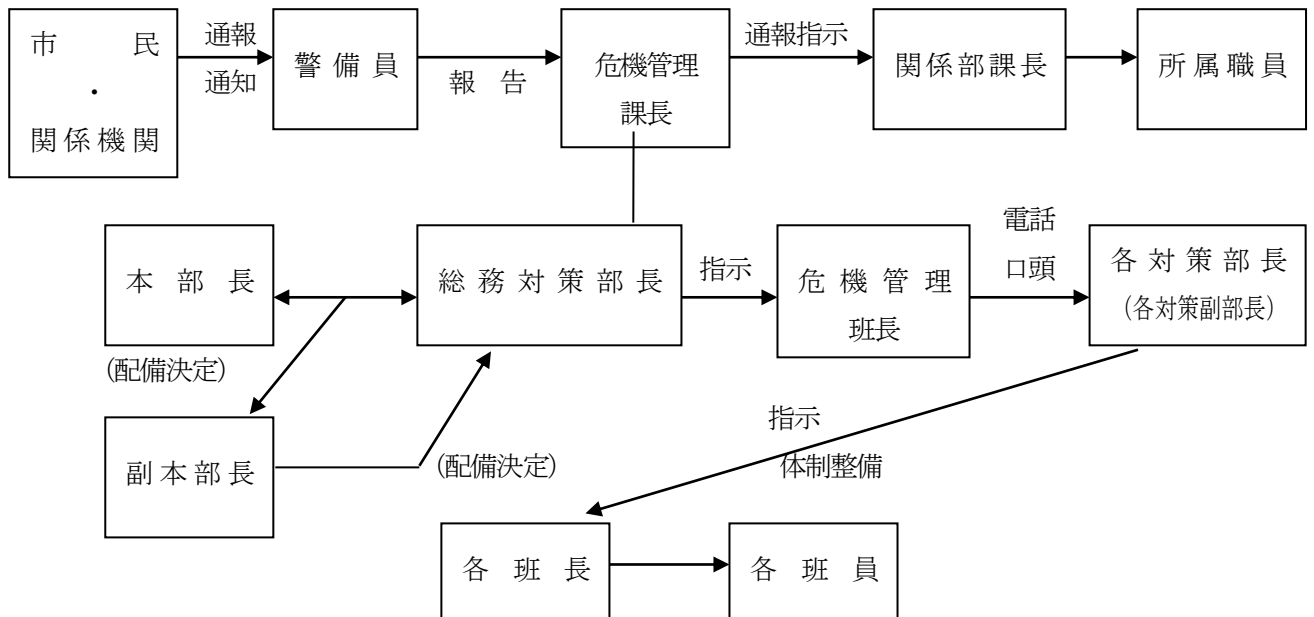 市民
・
関係機関
通報
通知
警備員
報告
危機管理
課長
通報指示
関係部課長
所属職員
本部長
(配備決定)
総務対策部長
指示
危機管理
班長
電話
口頭
各対策部長
(各対策副部長)
副本部長
(配備決定)
指示
体制整備
各班長
各班員